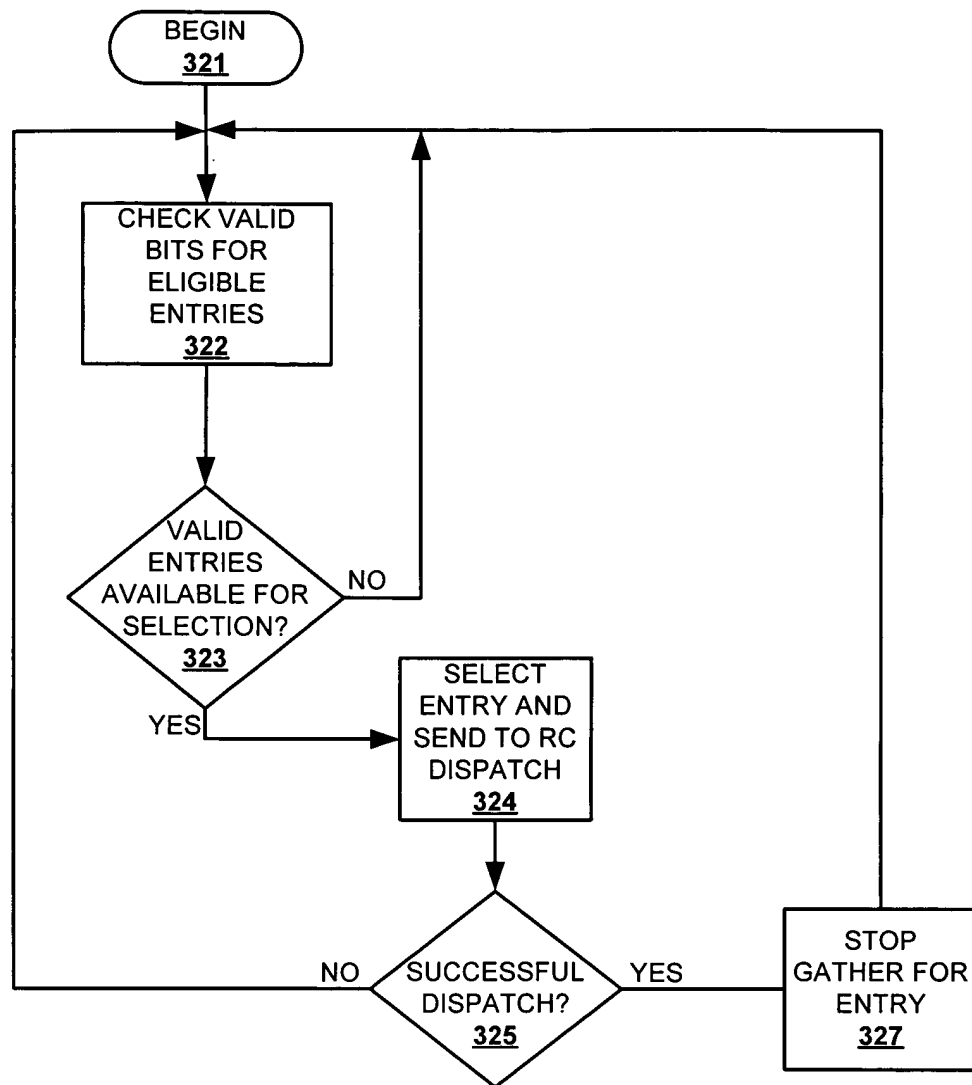 BEGIN
321
CHECK VALID
BITS FOR
ELIGIBLE
ENTRIES
322
VALID
ENTRIES
AVAILABLE FOR
SELECTION?
323
NO
YES
SELECT
ENTRY AND
SEND TO RC
DISPATCH
324
NO
SUCCESSFUL
DISPATCH?
325
YES
STOP
GATHER FOR
ENTRY
327